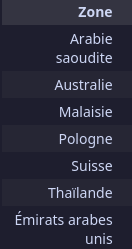 Zone
Arabie
saoudite
Australie
Malaisie
Pologne
Suisse
Thaïlande
Émirats arabes
unis